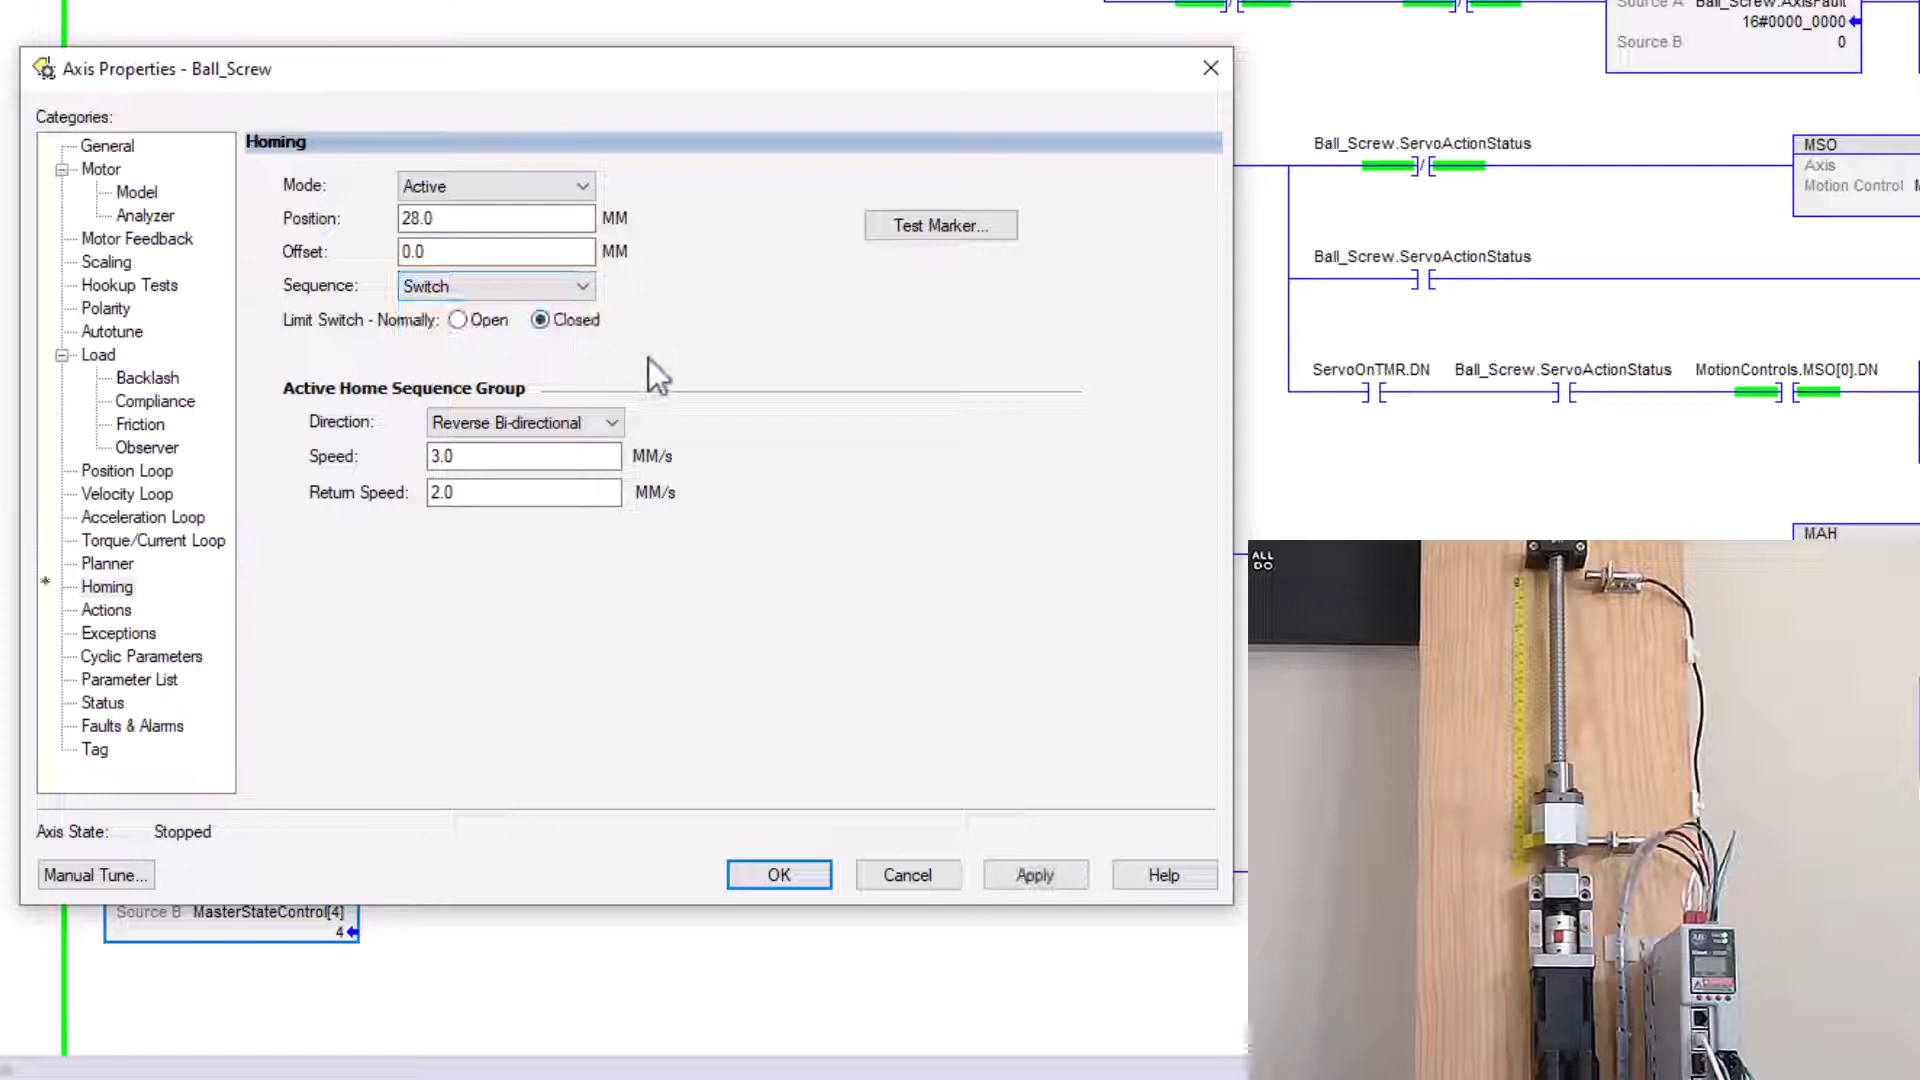 Source A Ball_Screw.AxisFault
16#0000_0000
Source B 0
Axis Properties - Ball_Screw
Categories:
General
Motor
Model
Analyzer
Motor Feedback
Scaling
Hookup Tests
Polarity
Autotune
Load
Backlash
Compliance
Friction
Observer
Position Loop
Velocity Loop
Acceleration Loop
Torque/Current Loop
Planner
* Homing
Actions
Exceptions
Cyclic Parameters
Parameter List
Status
Faults & Alarms
Tag
Homing
Mode: Active
Position: 28.0 MM
Test Marker...
Offset: 0.0 MM
Sequence: Switch
Limit Switch - Normally: Open Closed
Active Home Sequence Group
Direction: Reverse Bi-directional
Speed: 3.0 MM/s
Return Speed: 2.0 MM/s
Axis State: Stopped
Manual Tune... OK Cancel Apply Help
Source B MasterStateControl[4]
4
Ball_Screw.ServoActionStatus
MSO
Axis
Motion Control
Ball_Screw.ServoActionStatus
ServoOnTMR.DN Ball_Screw.ServoActionStatus MotionControls.MSO[0].DN
MAH
ALL
DO